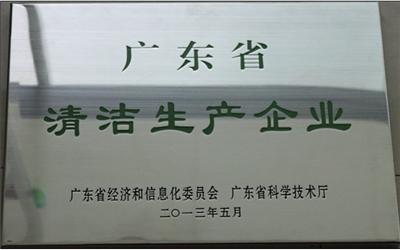 广东省
清洁生产企业
广东省经济和信息化委员会 广东省科学技术厅
二〇一三年五月